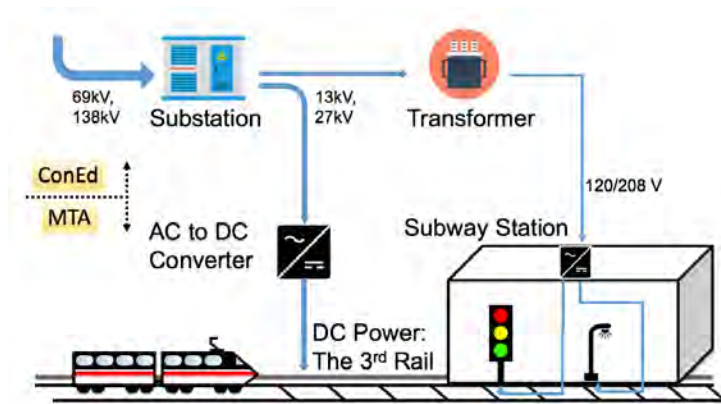 69kV,
138kV
Substation
13kV,
27kV
Transformer
ConEd
MTA
120/208 V
AC to DC
Converter
Subway Station
DC Power:
The 3rd Rail